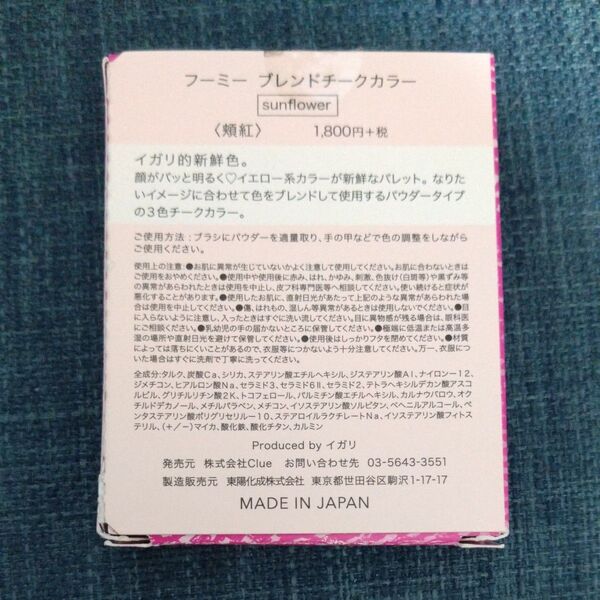 フーミー ブレンドチークカラー
sunflower
〈頬紅〉 1,800円+税
イガリ的新鮮色。
顔がパッと明るく♡イエロー系カラーが新鮮なパレット。なりた
いイメージに合わせて色をブレンドして使用するパウダータイプ
の3色チークカラー。
ご使用方法：ブラシにパウダーを適量取り、手の甲などで色の調整をしながら
ご使用ください。
使用上の注意：●お肌に異常が生じていないかよく注意して使用してください。お肌に合わないときは
ご使用をおやめください。●使用中や使用後に赤み、はれ、かゆみ、刺激、色抜け(白斑等)や黒ずみ等
の異常があらわれたときは使用を中止し、皮フ科専門医等へ相談してください。使い続けると症状が
悪化することがあります。●使用したお肌に、直射日光があたって上記のような異常があらわれた場合
は使用を中止してください。●傷、はれもの、湿しん等異常があるときは使用しないでください。●目
に入らないように注意し、入ったときはすぐに洗い流してください。目に異物感が残る場合は、眼科医
にご相談ください。●乳幼児の手の届かないところに保管してください。●極端に低温または高温多
湿の場所や直射日光を避けて保管してください。●使用後はしっかりフタを閉めてください。●材質
によっては落ちにくいことがあるので、衣服等につかないよう十分注意してください。万一、衣服につ
いた場合はすぐに洗剤で丁寧に洗ってください。
全成分：タルク、炭酸Ca、シリカ、ステアリン酸エチルヘキシル、ジステアリン酸Al、ナイロンー12、
ジメチコン、ヒアルロン酸Na、セラミド3、セラミド6Ⅱ、セラミド2、テトラヘキシルデカン酸アスコ
ルビル、グリチルリチン酸2K、トコフェロール、パルミチン酸エチルヘキシル、カルナウバロウ、オク
チルドデカノール、メチルパラベン、メチコン、イソステアリン酸ソルビタン、ベヘニルアルコール、ペ
ンタステアリン酸ポリグリセリルー10、ステアロイルラクチレートNa、イソステアリン酸フィトス
テリル、(+/ー)マイカ、酸化鉄、酸化チタン、カルミン
Produced by イガリ
発売元 株式会社Clue お問い合わせ先 03-5643-3551
製造販売元 東陽化成株式会社 東京都世田谷区駒沢1-17-17
MADE IN JAPAN